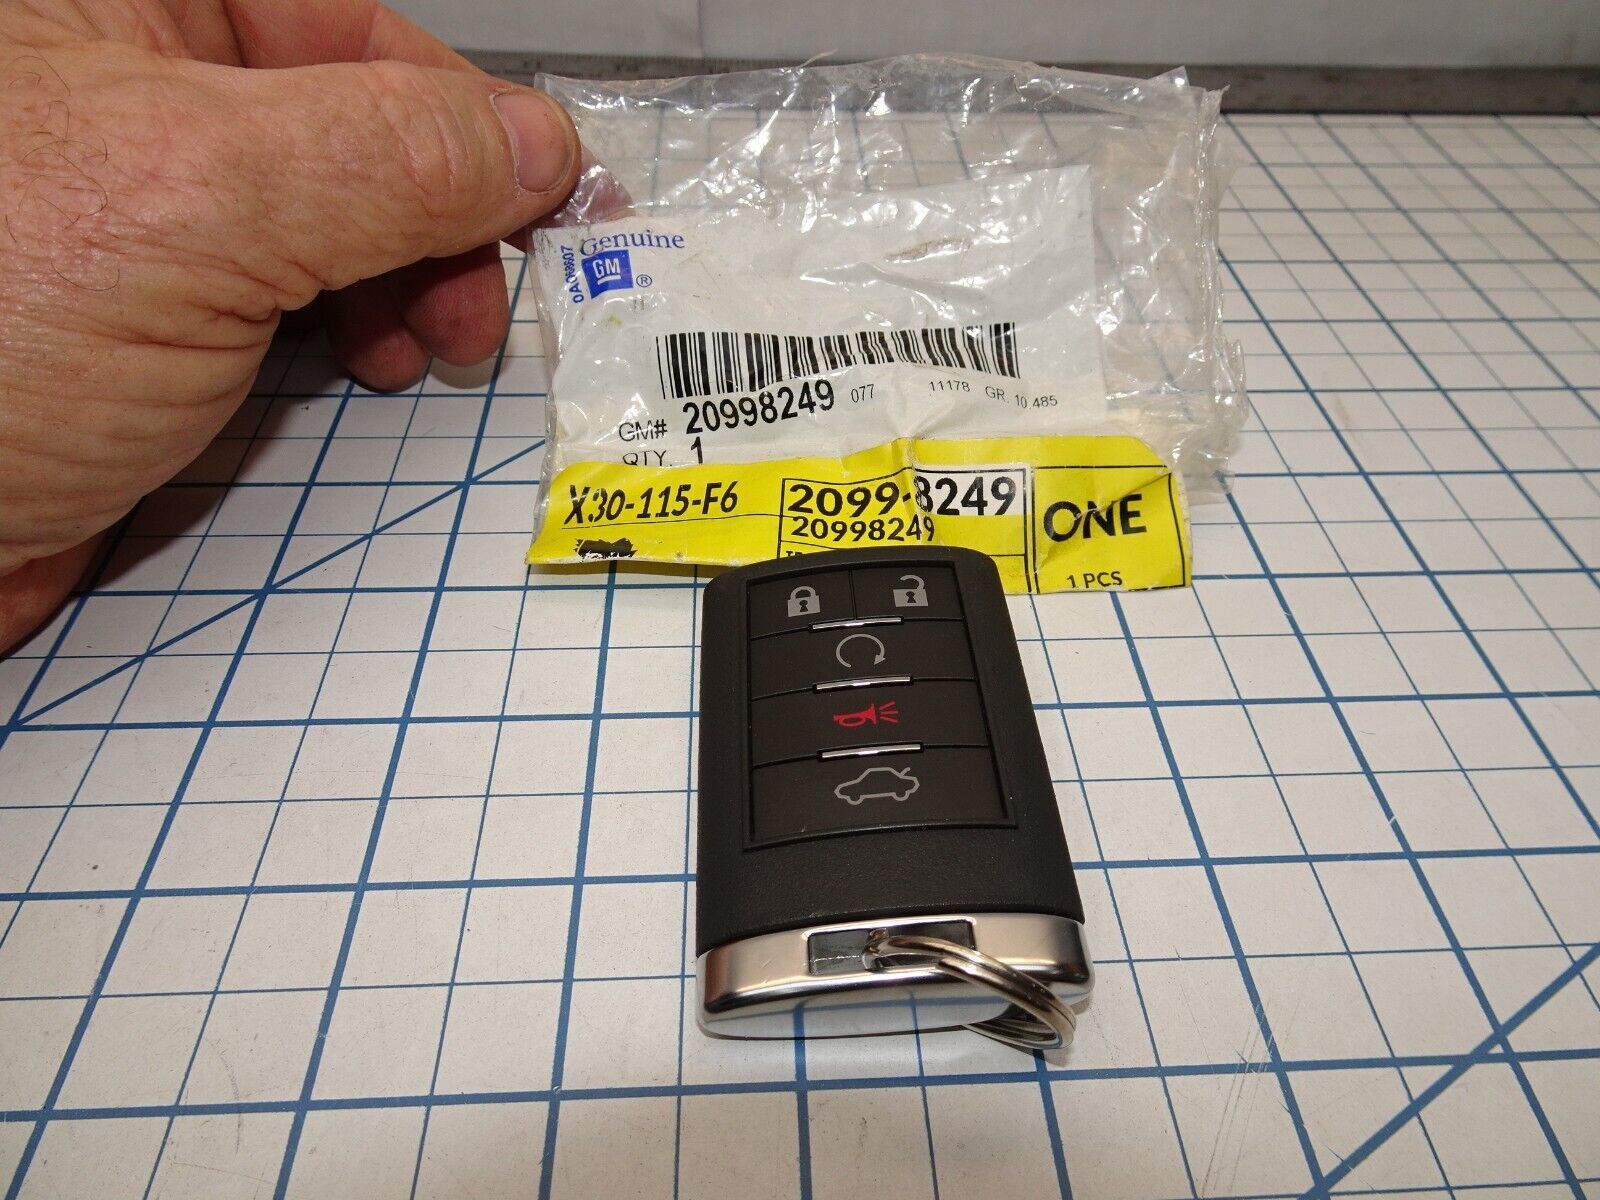 Genuine
GM®
0A068607
GM# 20998249 077 11178 GR. 10.485
QTY. 1
X30-115-F6
2099-8249
20998249
ONE
1 PCS